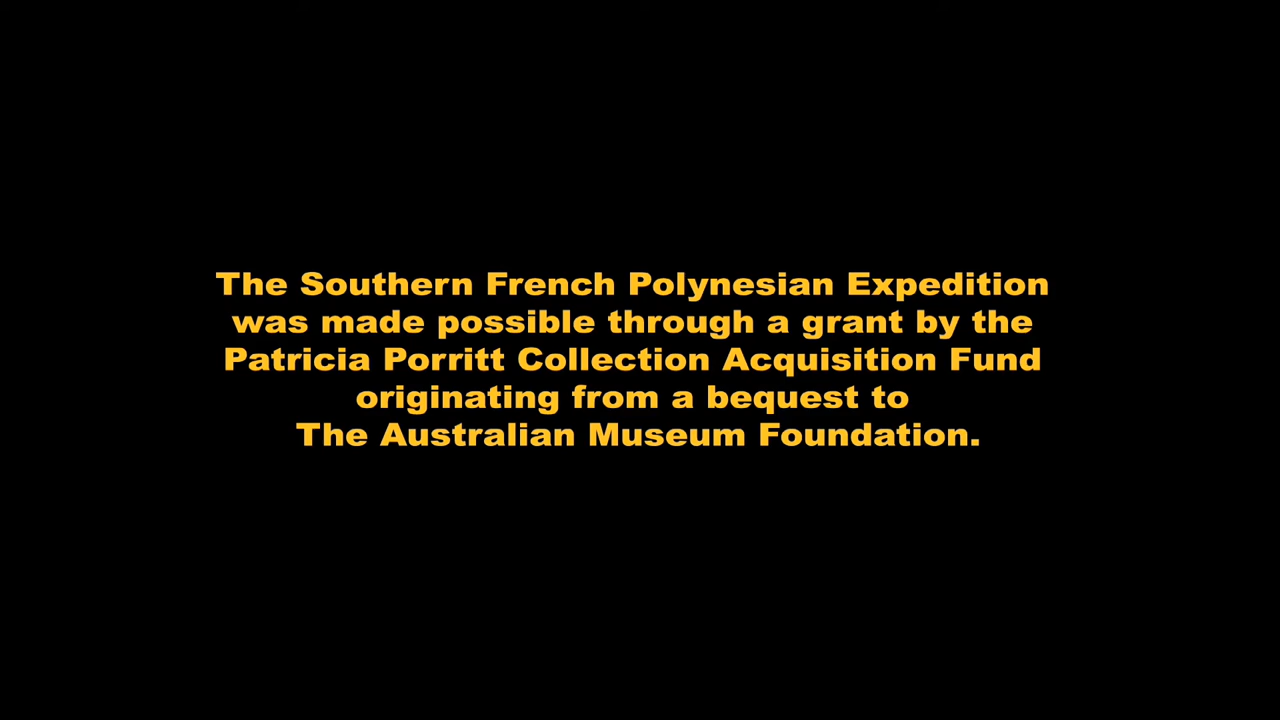 The Southern French Polynesian Expedition
was made possible through a grant by the
Patricia Porritt Collection Acquisition Fund
originating from a bequest to
The Australian Museum Foundation.